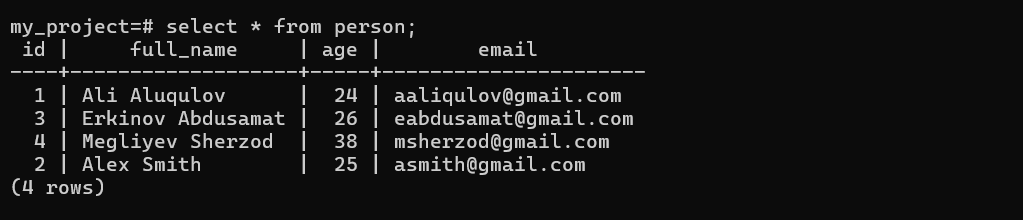 my_project=# select * from person;
 id |     full_name     | age |        email
----+-------------------+-----+----------------------
  1 | Ali Aluqulov      |  24 | aaliqulov@gmail.com
  3 | Erkinov Abdusamat |  26 | eabdusamat@gmail.com
  4 | Megliyev Sherzod  |  38 | msherzod@gmail.com
  2 | Alex Smith        |  25 | asmith@gmail.com
(4 rows)